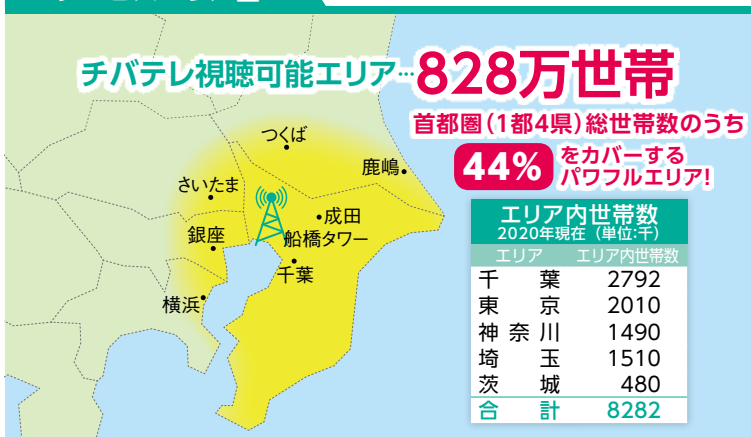 チバテレ視聴可能エリア…828万世帯
首都圏(1都4県)総世帯数のうち
44%をカバーする
パワフルエリア!
つくば
鹿嶋
さいたま
成田
銀座
船橋タワー
千葉
横浜
エリア内世帯数
2020年現在(単位:千)
エリア エリア内世帯数
千葉 2792
東京 2010
神奈川 1490
埼玉 1510
茨城 480
合計 8282